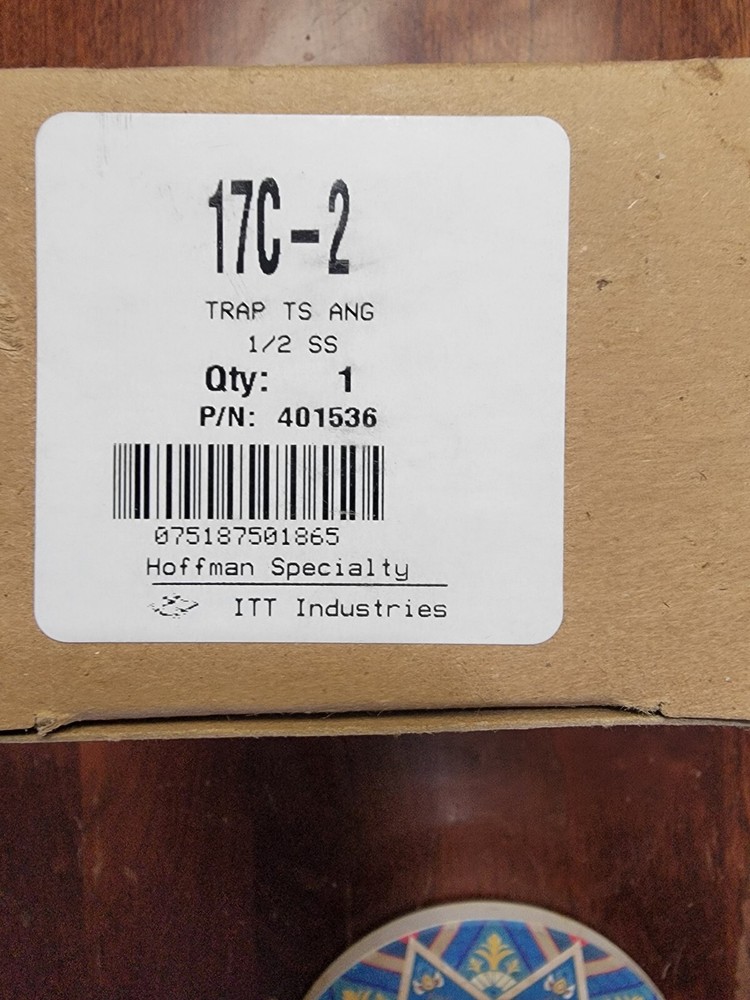 17C-2
TRAP TS ANG
1/2 SS
Qty: 1
P/N: 401536
075187501865
Hoffman Specialty
ITT Industries